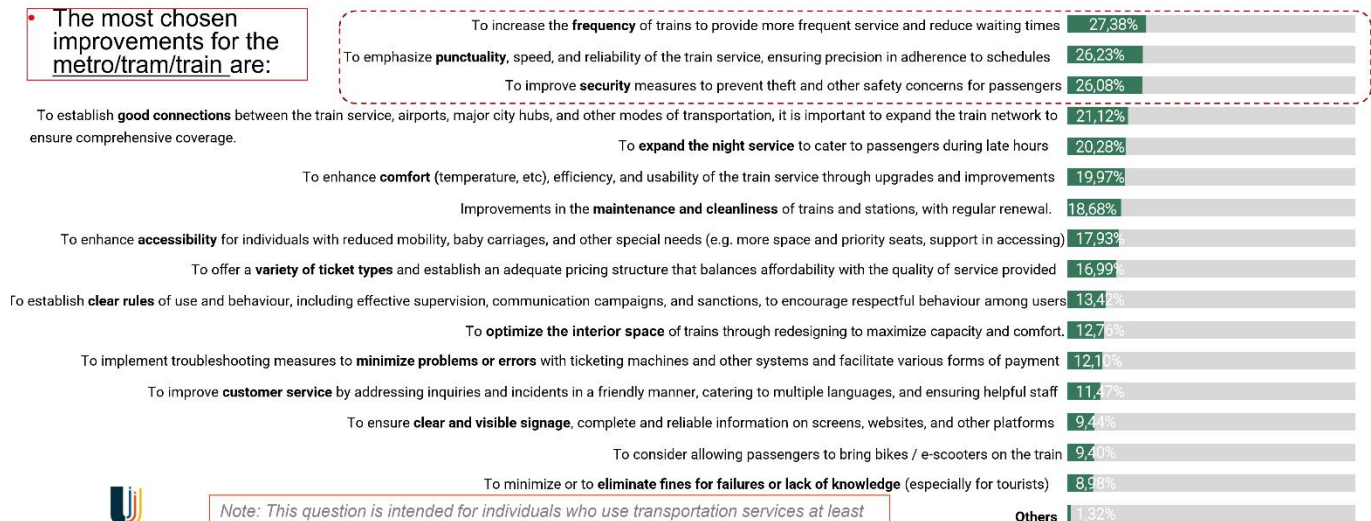 • The most chosen
improvements for the
metro/tram/train are:
To increase the frequency of trains to provide more frequent service and reduce waiting times 27,38%
To emphasize punctuality, speed, and reliability of the train service, ensuring precision in adherence to schedules 26,23%
To improve security measures to prevent theft and other safety concerns for passengers 26,08%
To establish good connections between the train service, airports, major city hubs, and other modes of transportation, it is important to expand the train network to 21,12%
ensure comprehensive coverage.
To expand the night service to cater to passengers during late hours 20,28%
To enhance comfort (temperature, etc), efficiency, and usability of the train service through upgrades and improvements 19,97%
Improvements in the maintenance and cleanliness of trains and stations, with regular renewal. 18,68%
To enhance accessibility for individuals with reduced mobility, baby carriages, and other special needs (e.g. more space and priority seats, support in accessing) 17,93%
To offer a variety of ticket types and establish an adequate pricing structure that balances affordability with the quality of service provided 16,99%
To establish clear rules of use and behaviour, including effective supervision, communication campaigns, and sanctions, to encourage respectful behaviour among users 13,42%
To optimize the interior space of trains through redesigning to maximize capacity and comfort. 12,76%
To implement troubleshooting measures to minimize problems or errors with ticketing machines and other systems and facilitate various forms of payment 12,10%
To improve customer service by addressing inquiries and incidents in a friendly manner, catering to multiple languages, and ensuring helpful staff 11,47%
To ensure clear and visible signage, complete and reliable information on screens, websites, and other platforms 9,44%
To consider allowing passengers to bring bikes / e-scooters on the train 9,40%
To minimize or to eliminate fines for failures or lack of knowledge (especially for tourists) 8,98%
Note: This question is intended for individuals who use transportation services at least
Others 1,32%